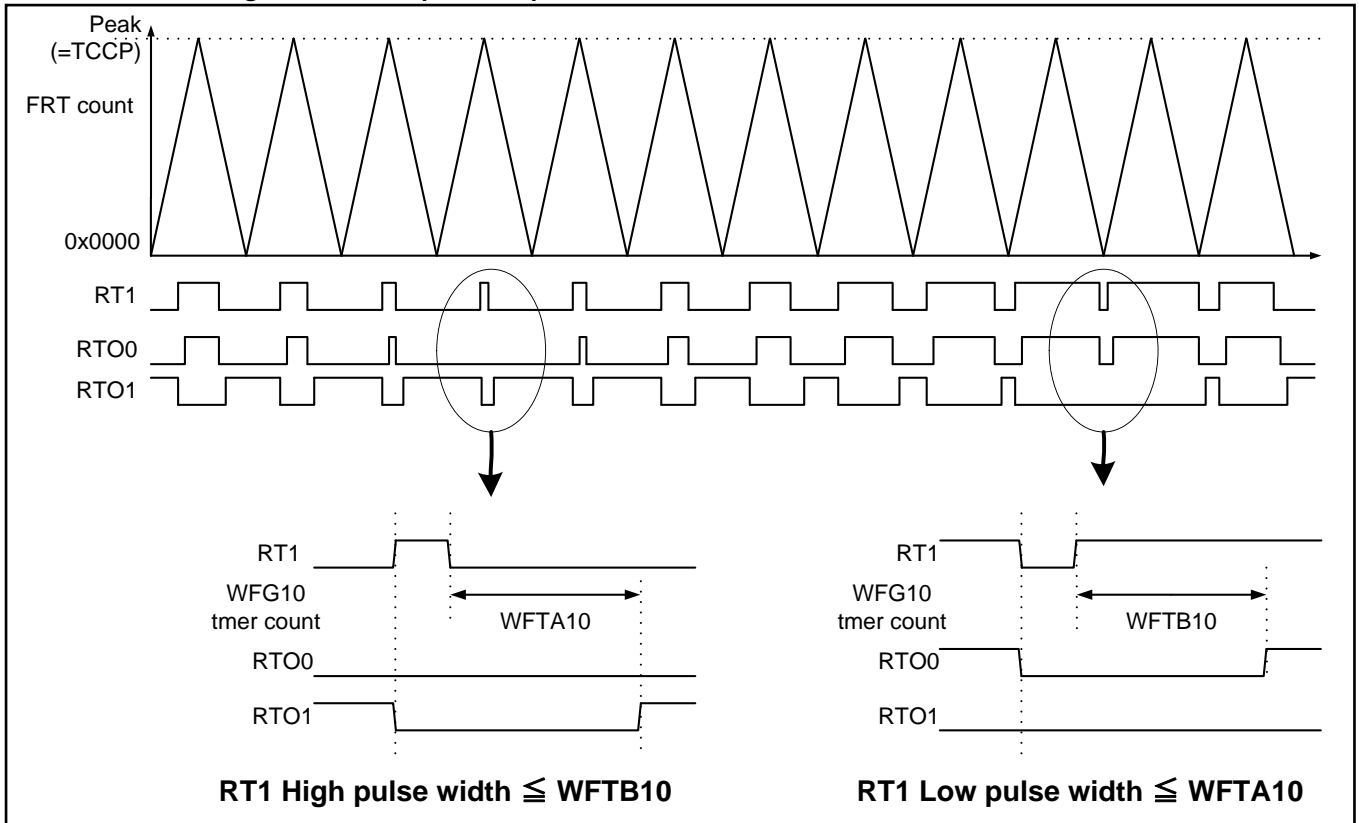 Peak
(=TCCP)
FRT count
0x0000
RT1
RTO0
RTO1
RT1
WFG10
tmer count
WFTA10
RTO0
RTO1
RT1 High pulse width ≦ WFTB10
RT1
WFG10
tmer count
WFTB10
RTO0
RTO1
RT1 Low pulse width ≦ WFTA10